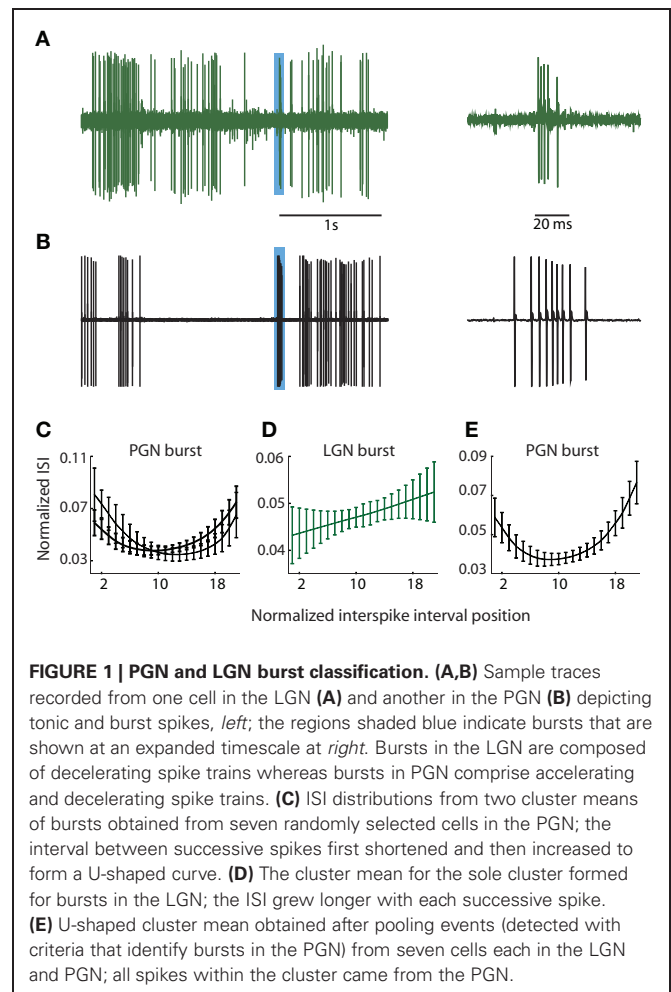 A
1s
20 ms
B
C
PGN burst
D
LGN burst
E
PGN burst
Normalized ISI
0.11
0.07
0.03
2
10
18
0.06
0.05
0.04
2
10
18
0.09
0.07
0.05
0.03
2
10
18
Normalized interspike interval position
FIGURE 1 | PGN and LGN burst classification. (A,B) Sample traces
recorded from one cell in the LGN (A) and another in the PGN (B) depicting
tonic and burst spikes, left; the regions shaded blue indicate bursts that are
shown at an expanded timescale at right. Bursts in the LGN are composed
of decelerating spike trains whereas bursts in PGN comprise accelerating
and decelerating spike trains. (C) ISI distributions from two cluster means
of bursts obtained from seven randomly selected cells in the PGN; the
interval between successive spikes first shortened and then increased to
form a U-shaped curve. (D) The cluster mean for the sole cluster formed
for bursts in the LGN; the ISI grew longer with each successive spike.
(E) U-shaped cluster mean obtained after pooling events (detected with
criteria that identify bursts in the PGN) from seven cells each in the LGN
and PGN; all spikes within the cluster came from the PGN.